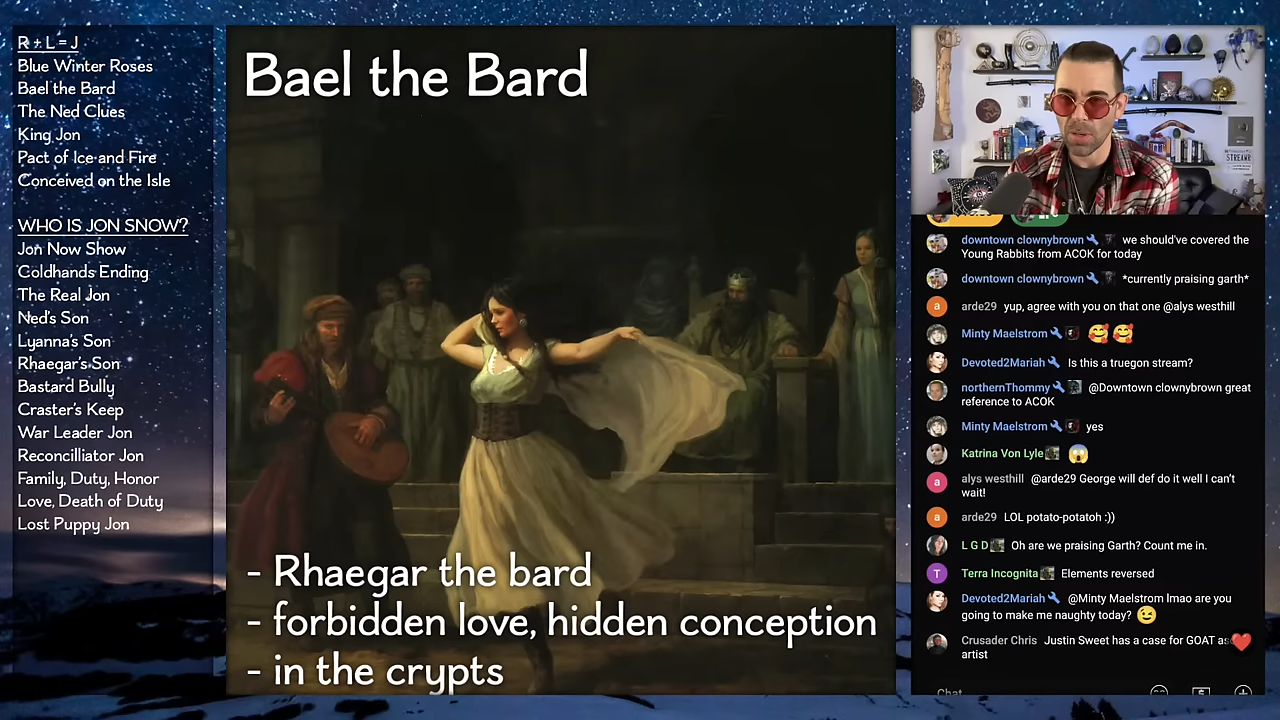 R + L = J
Blue Winter Roses
Bael the Bard
The Ned Clues
King Jon
Pact of Ice and Fire
Conceived on the Isle
WHO IS JON SNOW?
Jon Now Show
Coldhands Ending
The Real Jon
Ned's Son
Lyanna's Son
Rhaegar's Son
Bastard Bully
Craster's Keep
War Leader Jon
Reconcilliator Jon
Family, Duty, Honor
Love, Death of Duty
Lost Puppy Jon
Bael the Bard
- Rhaegar the bard
- forbidden love, hidden conception
- in the crypts
STREAMR
downtown clownybrown we should've covered the
Young Rabbits from ACOK for today
downtown clownybrown *currently praising garth*
arde29 yup, agree with you on that one @alys westhill
Minty Maelstrom 🥰 🥰
Devoted2Mariah Is this a truegon stream?
northernThommy @Downtown clownybrown great
reference to ACOK
Minty Maelstrom yes
Katrina Von Lyle 😱
alys westhill @arde29 George will def do it well I can't
wait!
arde29 LOL potato-potatoh :))
L G D Oh are we praising Garth? Count me in.
Terra Incognita Elements reversed
Devoted2Mariah @Minty Maelstrom lmao are you
going to make me naughty today? 😉
Crusader Chris Justin Sweet has a case for GOAT
artist
Chat